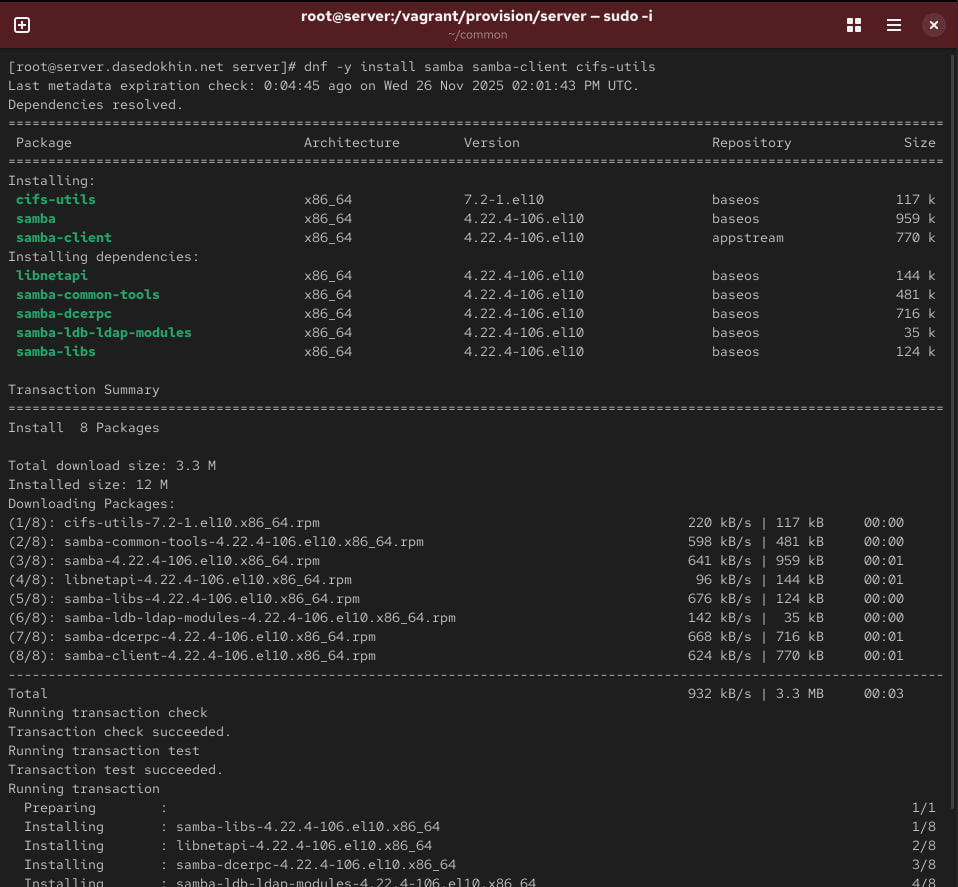 root@server:/vagrant/provision/server — sudo -i
~/common
[root@server.dasedokhin.net server]# dnf -y install samba samba-client cifs-utils
Last metadata expiration check: 0:04:45 ago on Wed 26 Nov 2025 02:01:43 PM UTC.
Dependencies resolved.
================================================================================
Package Architecture Version Repository Size
================================================================================
Installing:
cifs-utils x86_64 7.2-1.el10 baseos 117 k
samba x86_64 4.22.4-106.el10 baseos 959 k
samba-client x86_64 4.22.4-106.el10 appstream 770 k
Installing dependencies:
libnetapi x86_64 4.22.4-106.el10 baseos 144 k
samba-common-tools x86_64 4.22.4-106.el10 baseos 481 k
samba-dcerpc x86_64 4.22.4-106.el10 baseos 716 k
samba-ldb-ldap-modules x86_64 4.22.4-106.el10 baseos 35 k
samba-libs x86_64 4.22.4-106.el10 baseos 124 k
Transaction Summary
================================================================================
Install  8 Packages
Total download size: 3.3 M
Installed size: 12 M
Downloading Packages:
(1/8): cifs-utils-7.2-1.el10.x86_64.rpm 220 kB/s | 117 kB 00:00
(2/8): samba-common-tools-4.22.4-106.el10.x86_64.rpm 598 kB/s | 481 kB 00:00
(3/8): samba-4.22.4-106.el10.x86_64.rpm 641 kB/s | 959 kB 00:01
(4/8): libnetapi-4.22.4-106.el10.x86_64.rpm 96 kB/s | 144 kB 00:01
(5/8): samba-libs-4.22.4-106.el10.x86_64.rpm 676 kB/s | 124 kB 00:00
(6/8): samba-ldb-ldap-modules-4.22.4-106.el10.x86_64.rpm 142 kB/s | 35 kB 00:00
(7/8): samba-dcerpc-4.22.4-106.el10.x86_64.rpm 668 kB/s | 716 kB 00:01
(8/8): samba-client-4.22.4-106.el10.x86_64.rpm 624 kB/s | 770 kB 00:01
--------------------------------------------------------------------------------
Total 932 kB/s | 3.3 MB 00:03
Running transaction check
Transaction check succeeded.
Running transaction test
Transaction test succeeded.
Running transaction
Preparing : 1/1
Installing : samba-libs-4.22.4-106.el10.x86_64 1/8
Installing : libnetapi-4.22.4-106.el10.x86_64 2/8
Installing : samba-dcerpc-4.22.4-106.el10.x86_64 3/8
Installing : samba-ldb-ldap-modules-4.22.4-106.el10.x86_64 4/8